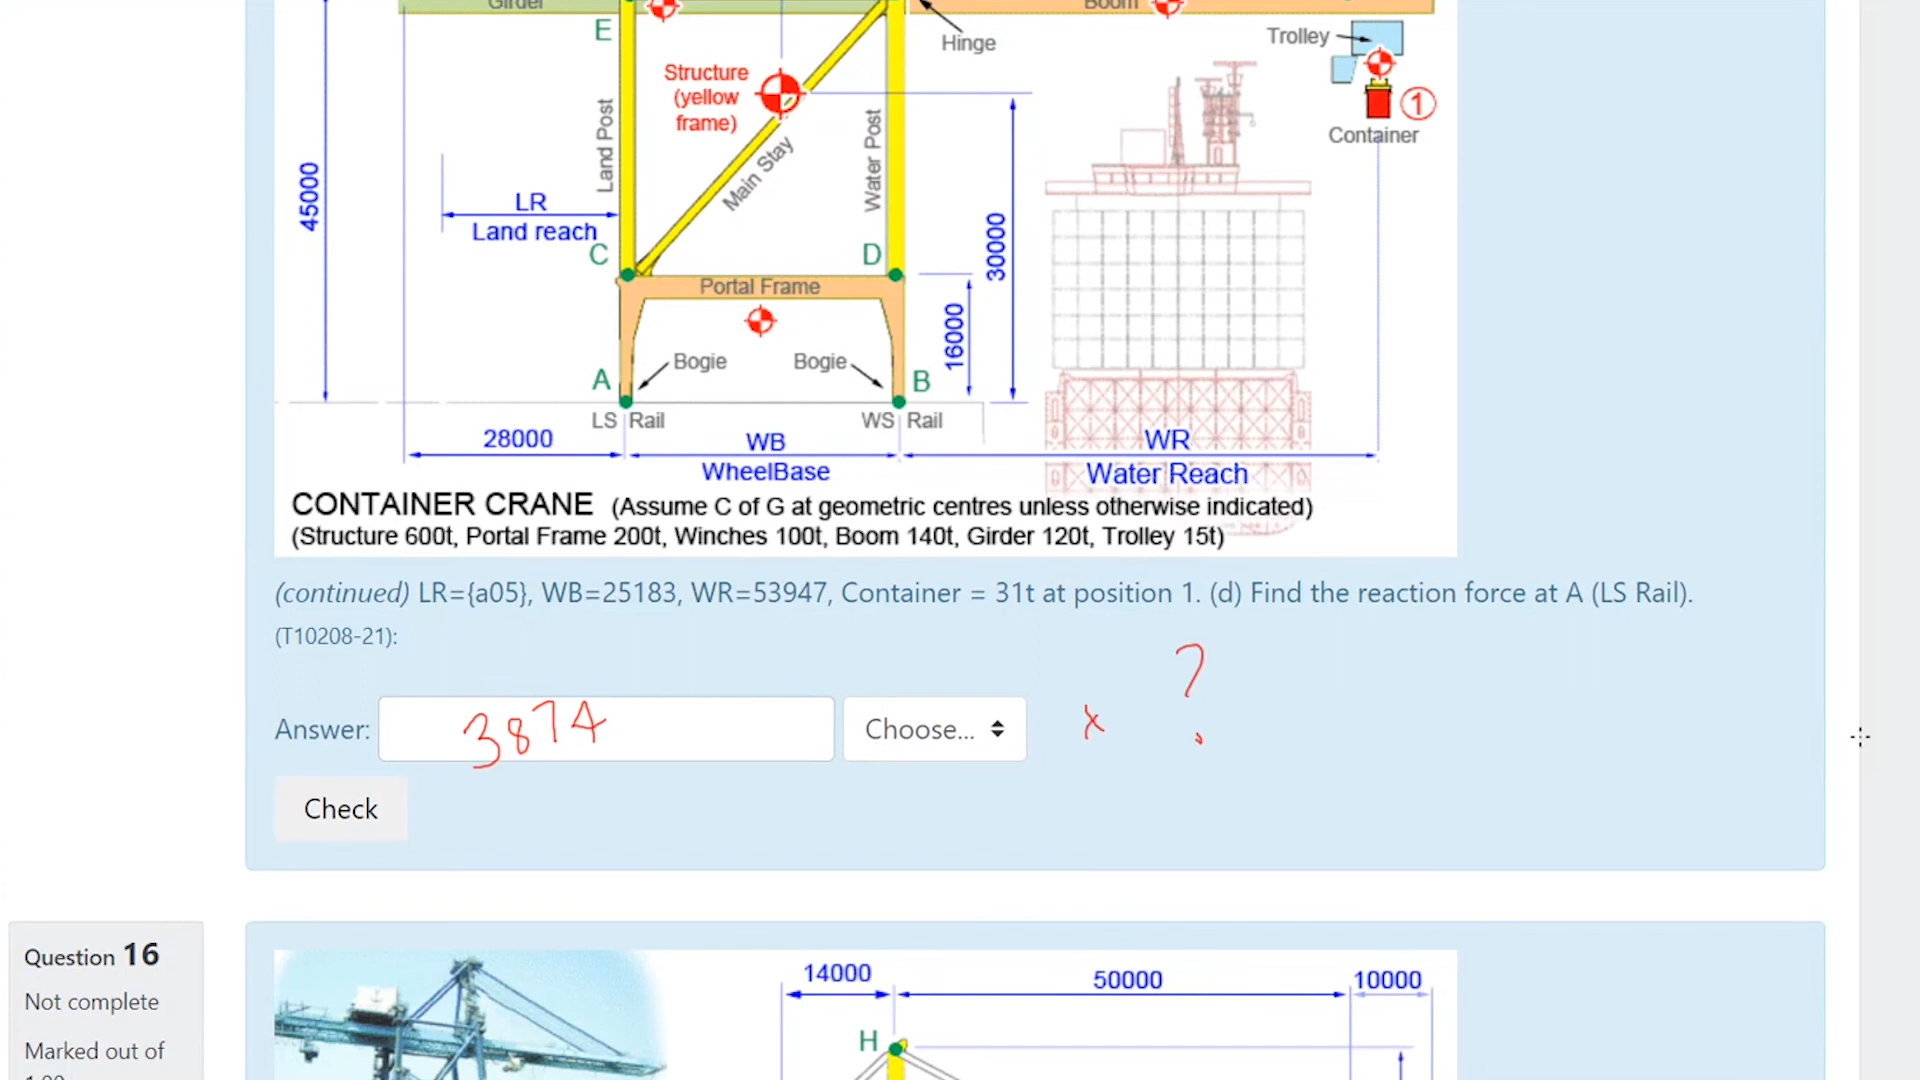 Girder
Boom
E
Hinge
Trolley
Structure
(yellow
frame)
1
Container
Land Post
Main Stay
Water Post
45000
LR
Land reach
30000
C
D
Portal Frame
16000
Bogie
Bogie
A
B
LS Rail
WS Rail
28000
WB
WheelBase
WR
Water Reach
CONTAINER CRANE (Assume C of G at geometric centres unless otherwise indicated)
(Structure 600t, Portal Frame 200t, Winches 100t, Boom 140t, Girder 120t, Trolley 15t)
(continued) LR={a05}, WB=25183, WR=53947, Container = 31t at position 1. (d) Find the reaction force at A (LS Rail).
(T10208-21):
Answer: 3874 Choose... x ?
Check
Question 16
Not complete
Marked out of
14000
50000
10000
H